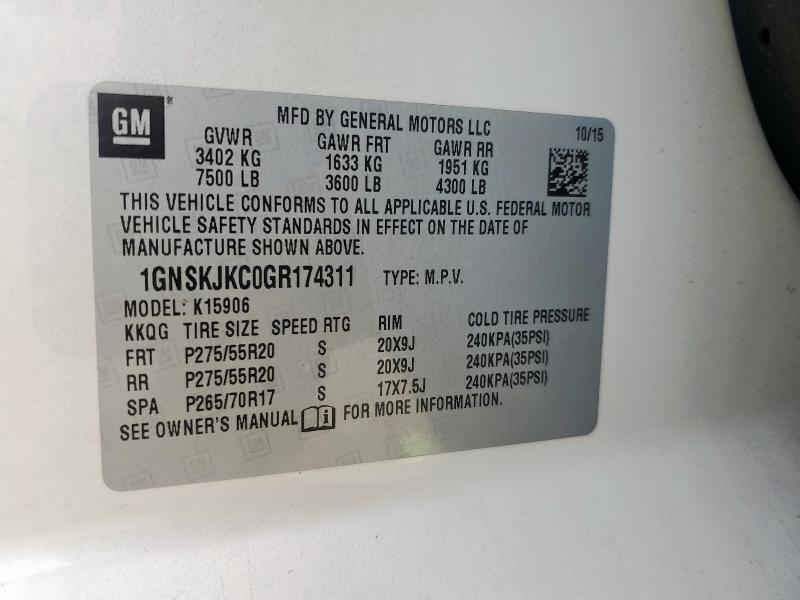 GM®
MFD BY GENERAL MOTORS LLC
10/15
GVWR GAWR FRT GAWR RR
3402 KG 1633 KG 1951 KG
7500 LB 3600 LB 4300 LB
THIS VEHICLE CONFORMS TO ALL APPLICABLE U.S. FEDERAL MOTOR
VEHICLE SAFETY STANDARDS IN EFFECT ON THE DATE OF
MANUFACTURE SHOWN ABOVE.
1GNSKJKC0GR174311 TYPE: M.P.V.
MODEL: K15906
KKQG TIRE SIZE SPEED RTG RIM COLD TIRE PRESSURE
FRT P275/55R20 S 20X9J 240KPA(35PSI)
RR P275/55R20 S 20X9J 240KPA(35PSI)
SPA P265/70R17 S 17X7.5J 240KPA(35PSI)
SEE OWNER'S MANUAL i FOR MORE INFORMATION.